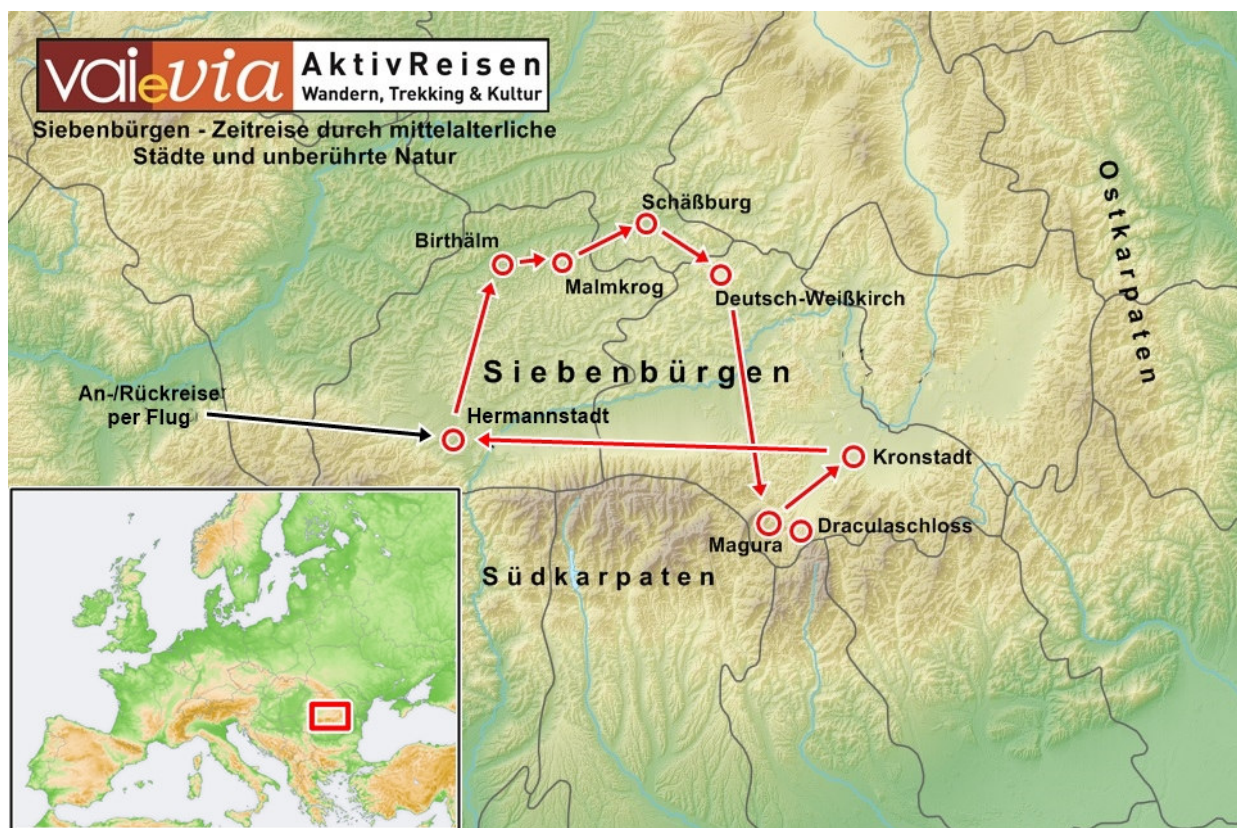 vaievia
AktivReisen
Wandern, Trekking & Kultur
Siebenbürgen - Zeitreise durch mittelalterliche
Städte und unberührte Natur
Ostkarpaten
Schäßburg
Birthälm
Malmkrog
Deutsch-Weißkirch
Siebenbürgen
An-/Rückreise
per Flug
Hermannstadt
Kronstadt
Draculaschloss
Magura
Südkarpaten